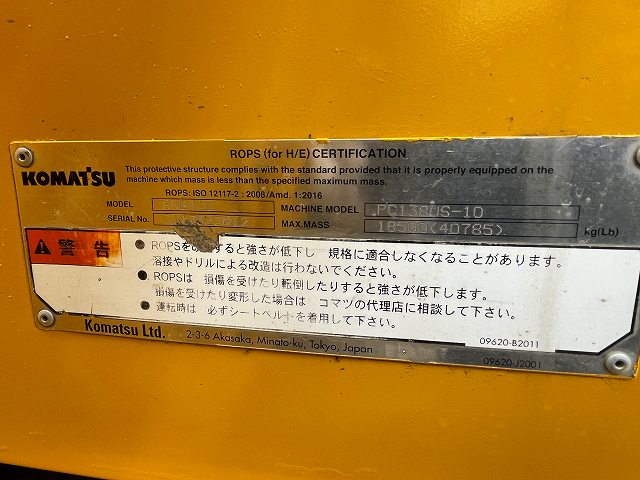 ROPS (for H/E) CERTIFICATION
KOMATSU
This protective structure complies with the standard provided that it is properly equipped on the
machine which mass is less than the specified maximum mass.
ROPS: ISO 12117-2 : 2008/Amd. 1:2016
MODEL
MACHINE MODEL PC138US-10
SERIAL No.
MAX.MASS 18500(40785) kg(Lb)
警告
● ROPSを すると強さが低下し 規格に適合しなくなることがあります。
溶接やドリルによる改造は行わないでください。
● ROPSは 損傷を受けたり転倒したりすると強さが低下します。
損傷を受けたり変形した場合は コマツの代理店に相談して下さい。
● 運転時は 必ずシートベルトを着用して下さい。
Komatsu Ltd. 2-3-6 Akasaka, Minato-ku, Tokyo, Japan
09620-B2011
09620-J2001